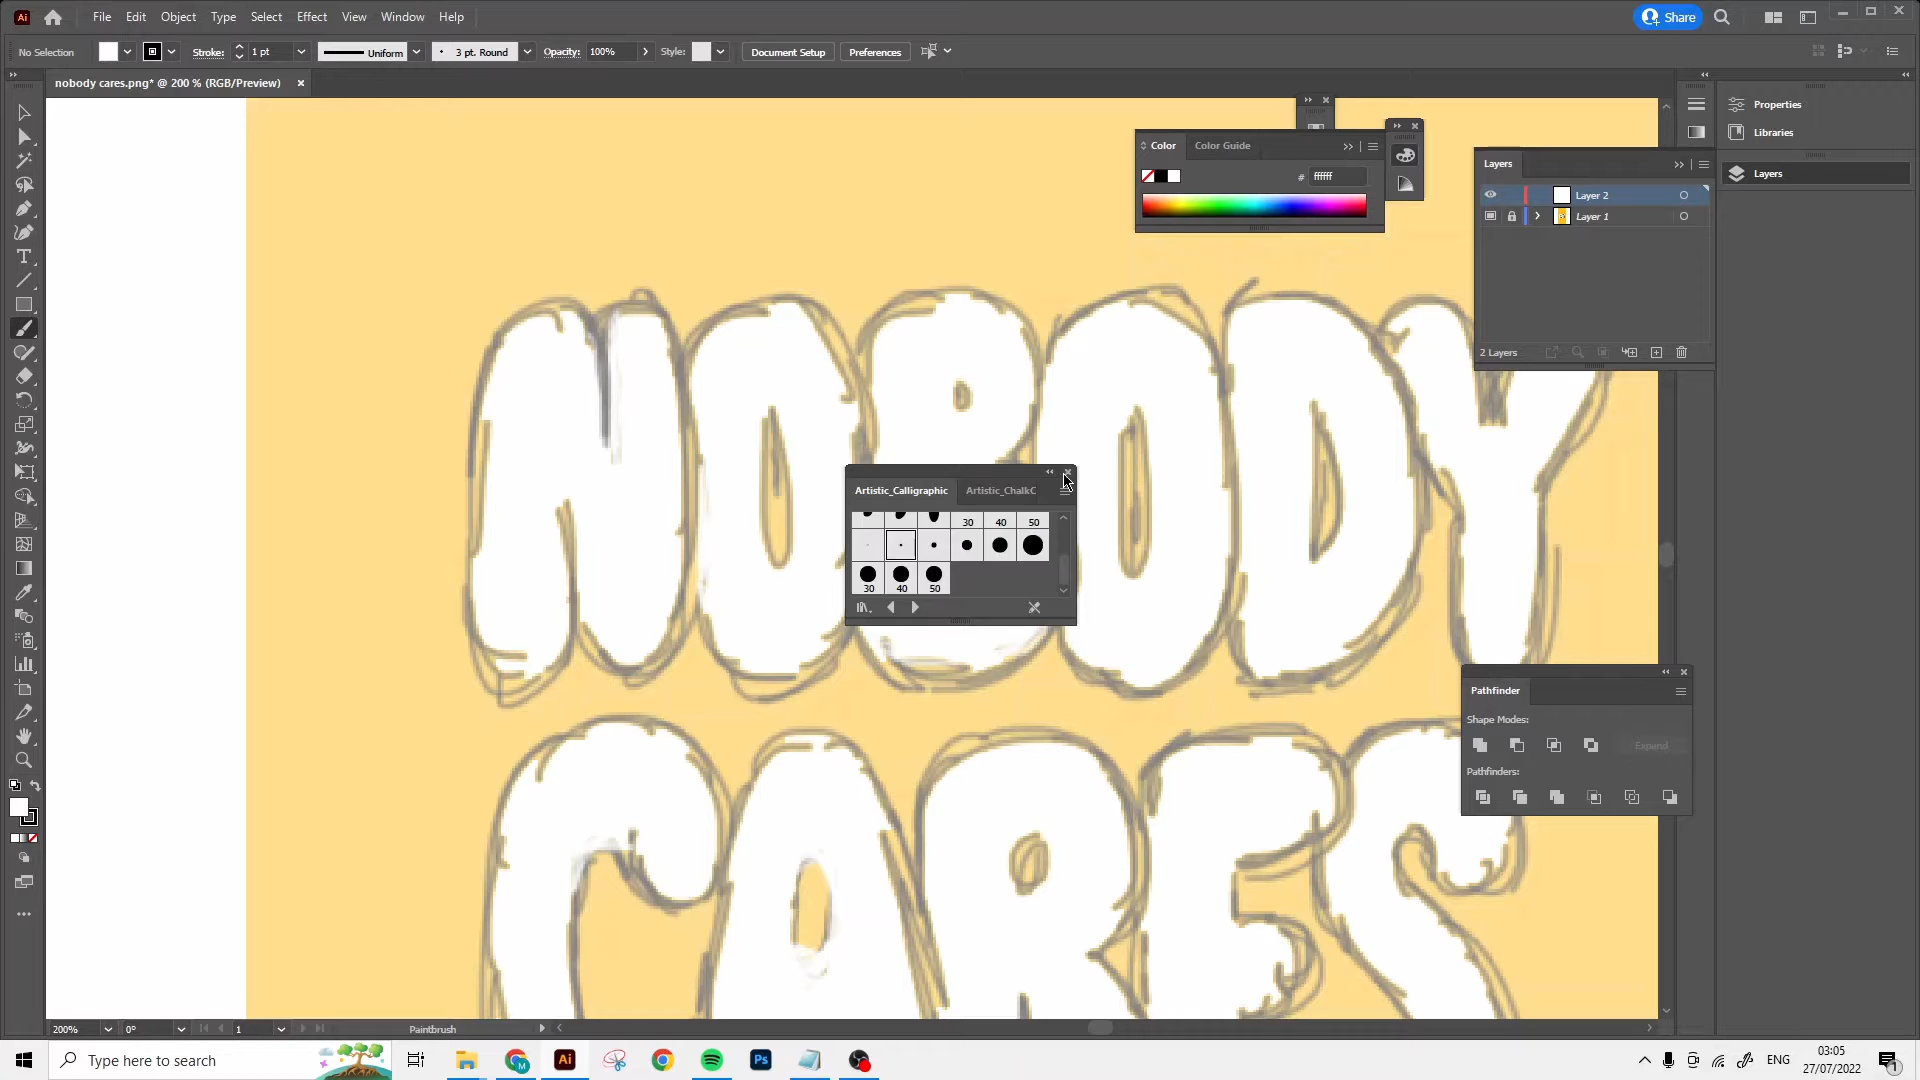 Ai File Edit Object Type Select Effect View Window Help Share
No Selection Stroke: 1 pt Uniform 3 pt. Round Opacity: 100% Style: Document Setup Preferences
nobody cares.png* @ 200 % (RGB/Preview)
Properties
Libraries
Layers
Color Color Guide
# ffffff
Layers
Layer 2
Layer 1
2 Layers
NOBODY
Artistic_Calligraphic Artistic_ChalkC
30 40 50
30 40 50
Pathfinder
Shape Modes:
Expand
Pathfinders:
CARES
200% 0° 1 Paintbrush
Type here to search Ai Ps ENG 03:05
27/07/2022